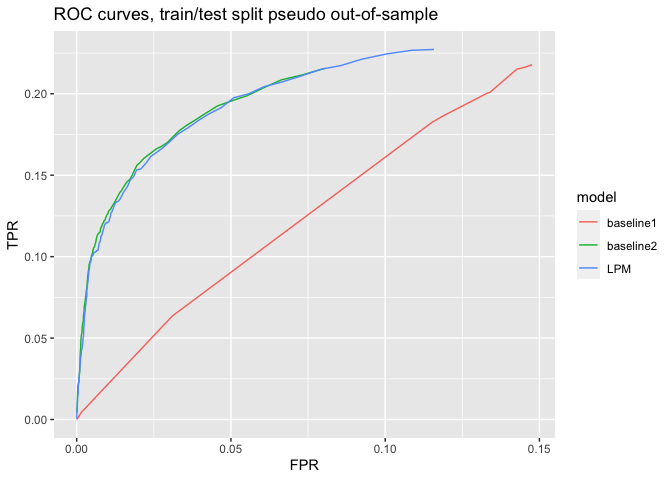 ROC curves, train/test split pseudo out-of-sample
0.20
0.15
0.10
0.05
0.00
TPR
0.00 0.05 0.10 0.15
FPR
model
baseline1
baseline2
LPM